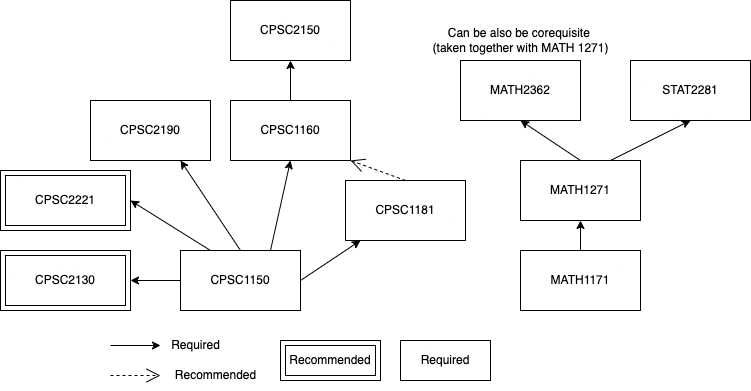 CPSC2150
Can be also be corequisite
(taken together with MATH 1271)
MATH2362
STAT2281
CPSC2190
CPSC1160
CPSC2221
CPSC1181
MATH1271
CPSC2130
CPSC1150
MATH1171
Required
Recommended
Recommended
Required